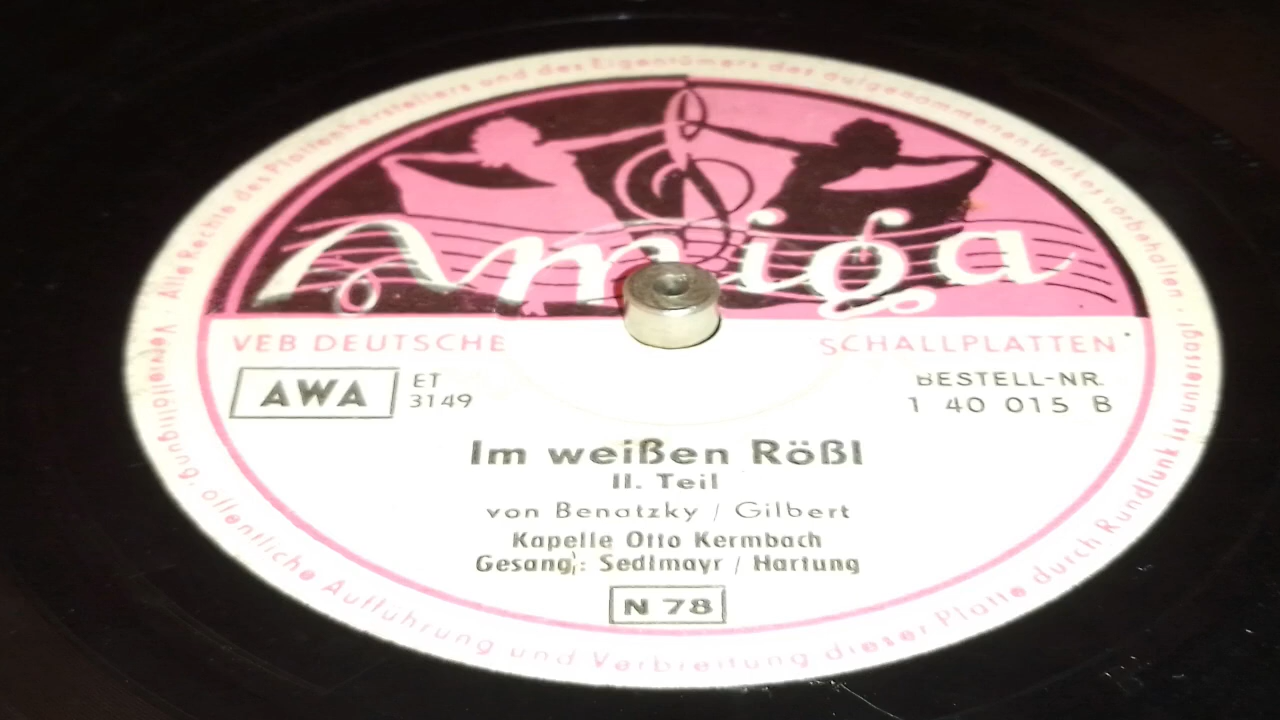 Alle Rechte des Plattenherstellers und des Eigentümers des aufgenommenen Werkes vorbehalten · Vervielfältigung, öffentliche Aufführung und Verbreitung dieser Platte durch Rundfunk ist untersagt ·
Amiga
VEB DEUTSCHE SCHALLPLATTEN
AWA
ET
3149
BESTELL-NR.
1 40 015 B
Im weißen Rößl
II. Teil
von Benatzky / Gilbert
Kapelle Otto Kermbach
Gesang: Sedlmayr / Hartung
N 78